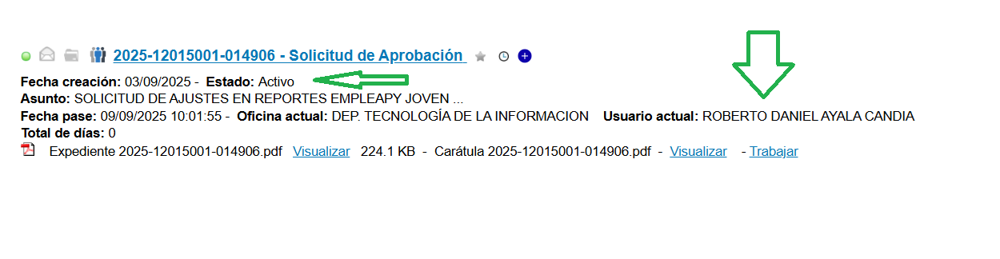 2025-12015001-014906 - Solicitud de Aprobación
Fecha creación: 03/09/2025 - Estado: Activo
Asunto: SOLICITUD DE AJUSTES EN REPORTES EMPLEAPY JOVEN ...
Fecha pase: 09/09/2025 10:01:55 - Oficina actual: DEP. TECNOLOGÍA DE LA INFORMACION Usuario actual: ROBERTO DANIEL AYALA CANDIA
Total de días: 0
Expediente 2025-12015001-014906.pdf Visualizar 224.1 KB - Carátula 2025-12015001-014906.pdf - Visualizar - Trabajar